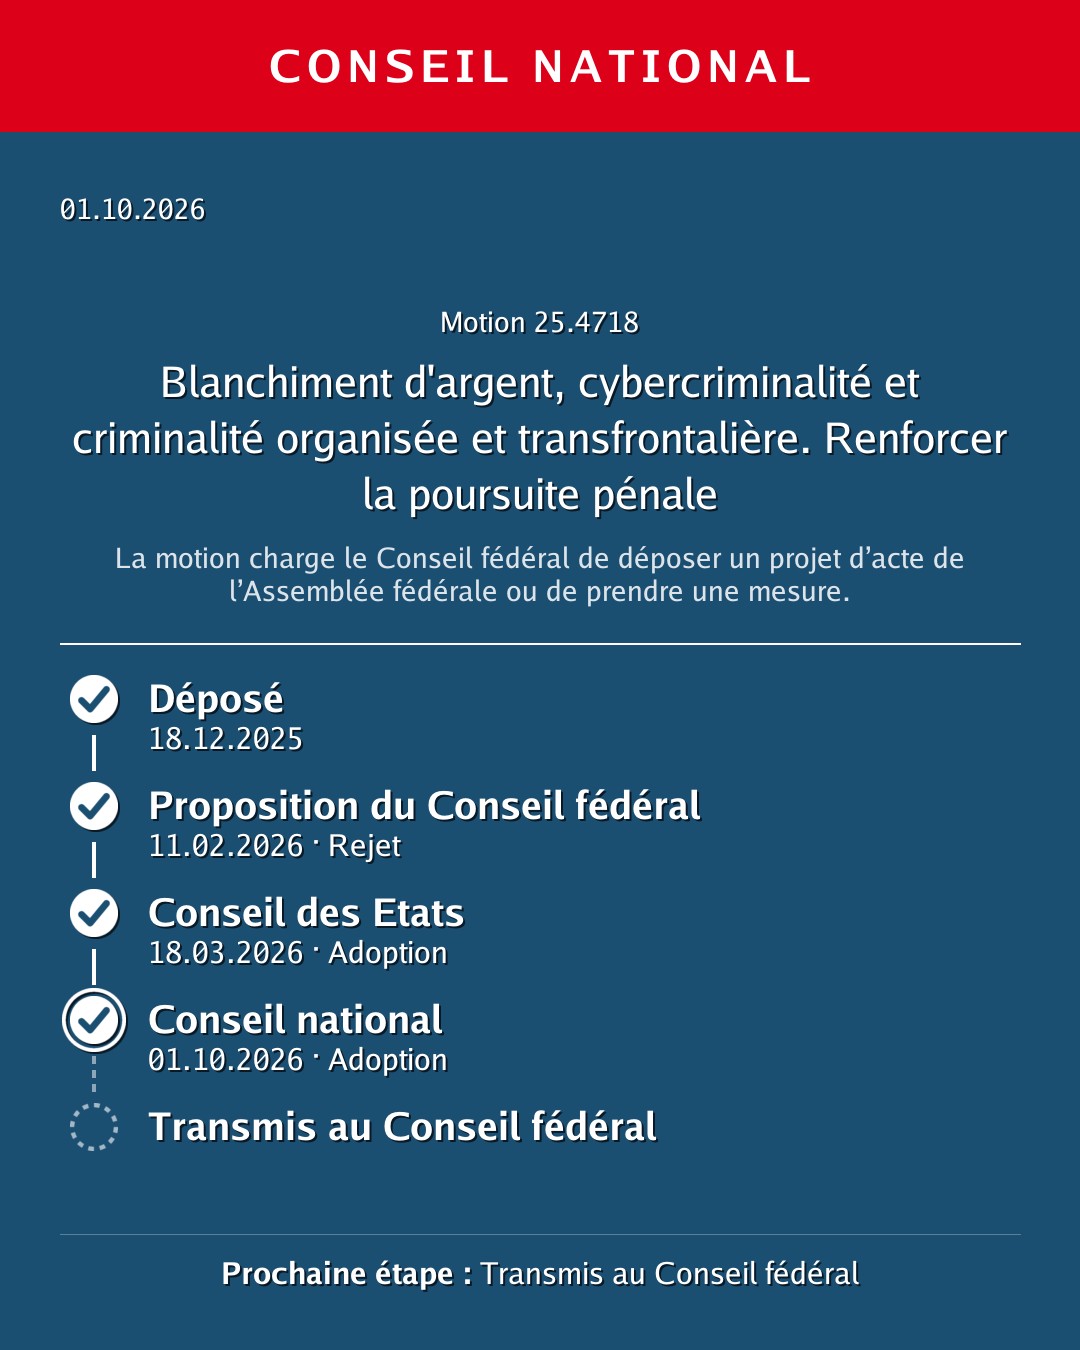 CONSEIL NATIONAL
01.10.2026
Motion 25.4718
Blanchiment d'argent, cybercriminalité et
criminalité organisée et transfrontalière. Renforcer
la poursuite pénale
La motion charge le Conseil fédéral de déposer un projet d’acte de
l’Assemblée fédérale ou de prendre une mesure.
Déposé
18.12.2025
Proposition du Conseil fédéral
11.02.2026 · Rejet
Conseil des Etats
18.03.2026 · Adoption
Conseil national
01.10.2026 · Adoption
Transmis au Conseil fédéral
Prochaine étape : Transmis au Conseil fédéral